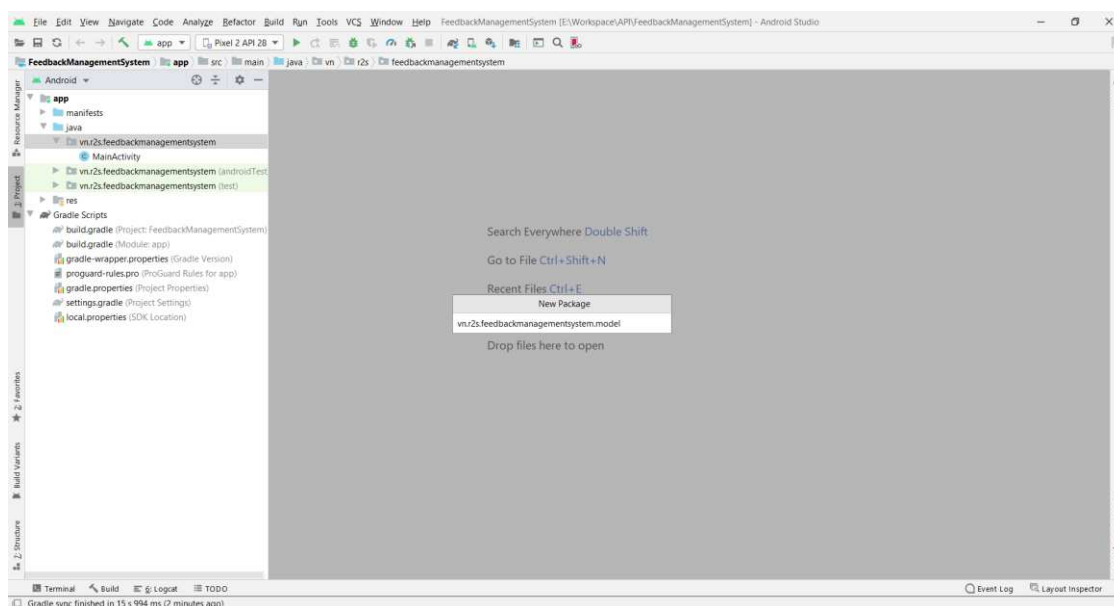 File Edit View Navigate Code Analyze Refactor Build Run Tools VCS Window Help FeedbackManagementSystem [E:\Workspace\API\FeedbackManagementSystem] - Android Studio
app Pixel 2 API 28
FeedbackManagementSystem app src main java vn r2s feedbackmanagementsystem
Resource Manager
1: Project
2: Favorites
Build Variants
Z: Structure
Android
app
manifests
java
vn.r2s.feedbackmanagementsystem
MainActivity
vn.r2s.feedbackmanagementsystem (androidTest
vn.r2s.feedbackmanagementsystem (test)
res
Gradle Scripts
build.gradle (Project: FeedbackManagementSystem)
build.gradle (Module: app)
gradle-wrapper.properties (Gradle Version)
proguard-rules.pro (ProGuard Rules for app)
gradle.properties (Project Properties)
settings.gradle (Project Settings)
local.properties (SDK Location)
Search Everywhere Double Shift
Go to File Ctrl+Shift+N
Recent Files Ctrl+E
New Package
vn.r2s.feedbackmanagementsystem.model
Drop files here to open
Terminal Build 6: Logcat TODO Event Log Layout Inspector
Gradle sync finished in 15 s 994 ms (2 minutes ago)